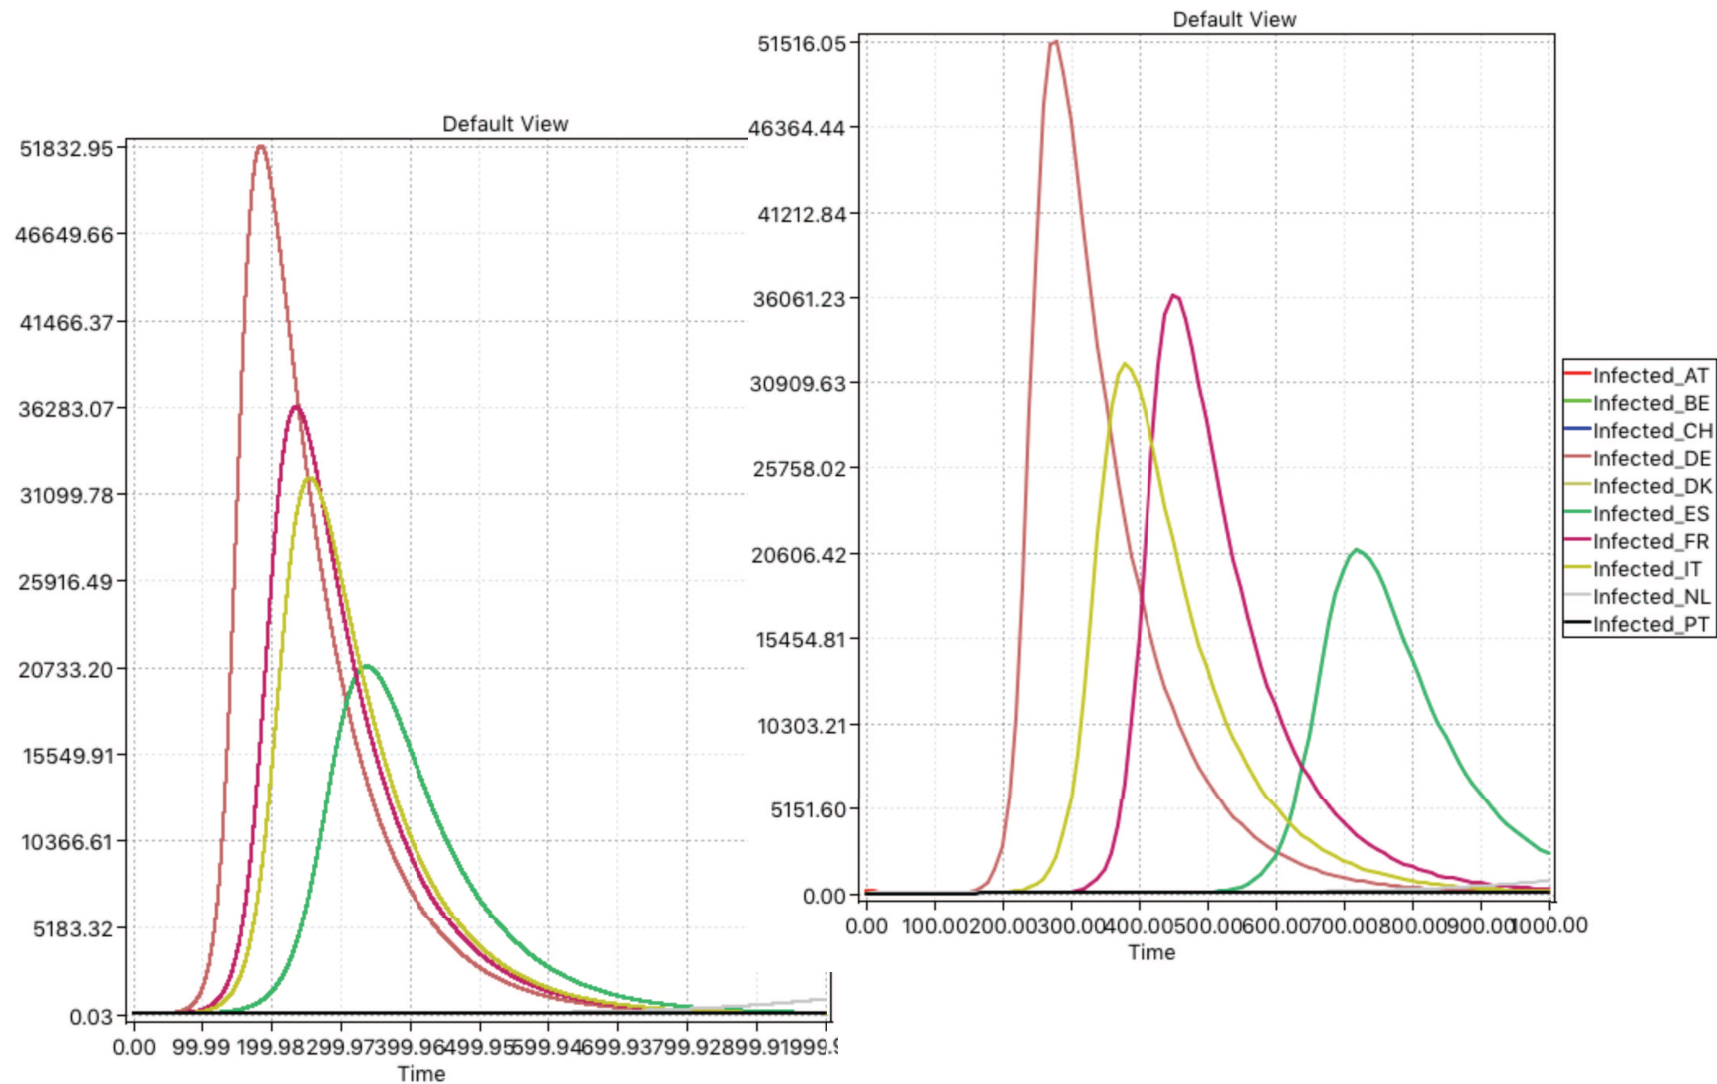 Default View
51832.95
46649.66
41466.37
36283.07
31099.78
25916.49
20733.20
15549.91
10366.61
5183.32
0.03
0.00 99.99 199.98 299.97 399.96 499.95 599.94 699.93 799.92 899.91 999.9
Time
Default View
51516.05
46364.44
41212.84
36061.23
30909.63
25758.02
20606.42
15454.81
10303.21
5151.60
0.00
0.00 100.00 200.00 300.00 400.00 500.00 600.00 700.00 800.00 900.00 1000.00
Time
Infected_AT
Infected_BE
Infected_CH
Infected_DE
Infected_DK
Infected_ES
Infected_FR
Infected_IT
Infected_NL
Infected_PT